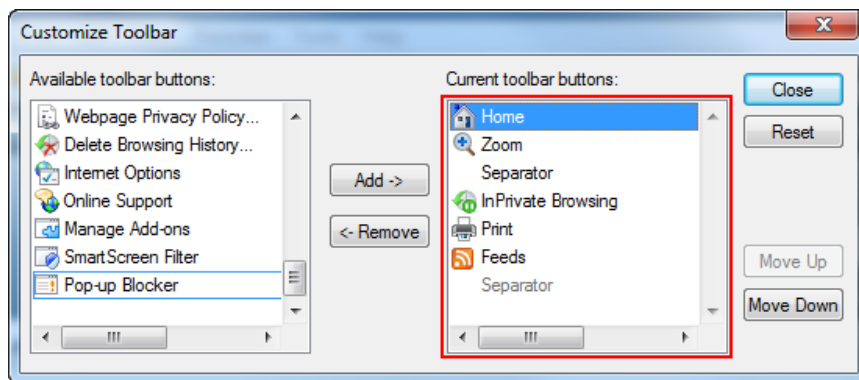 Customize Toolbar
Available toolbar buttons:
Webpage Privacy Policy...
Delete Browsing History...
Internet Options
Online Support
Manage Add-ons
SmartScreen Filter
Pop-up Blocker
Add ->
<- Remove
Current toolbar buttons:
Home
Zoom
Separator
InPrivate Browsing
Print
Feeds
Separator
Close
Reset
Move Up
Move Down